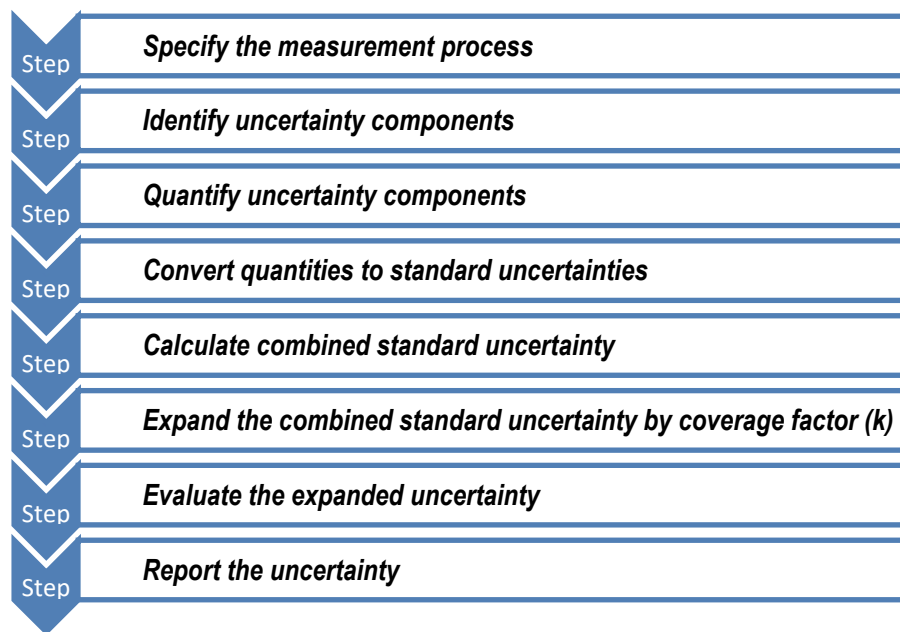 Step
Specify the measurement process
Step
Identify uncertainty components
Step
Quantify uncertainty components
Step
Convert quantities to standard uncertainties
Step
Calculate combined standard uncertainty
Step
Expand the combined standard uncertainty by coverage factor (k)
Step
Evaluate the expanded uncertainty
Step
Report the uncertainty